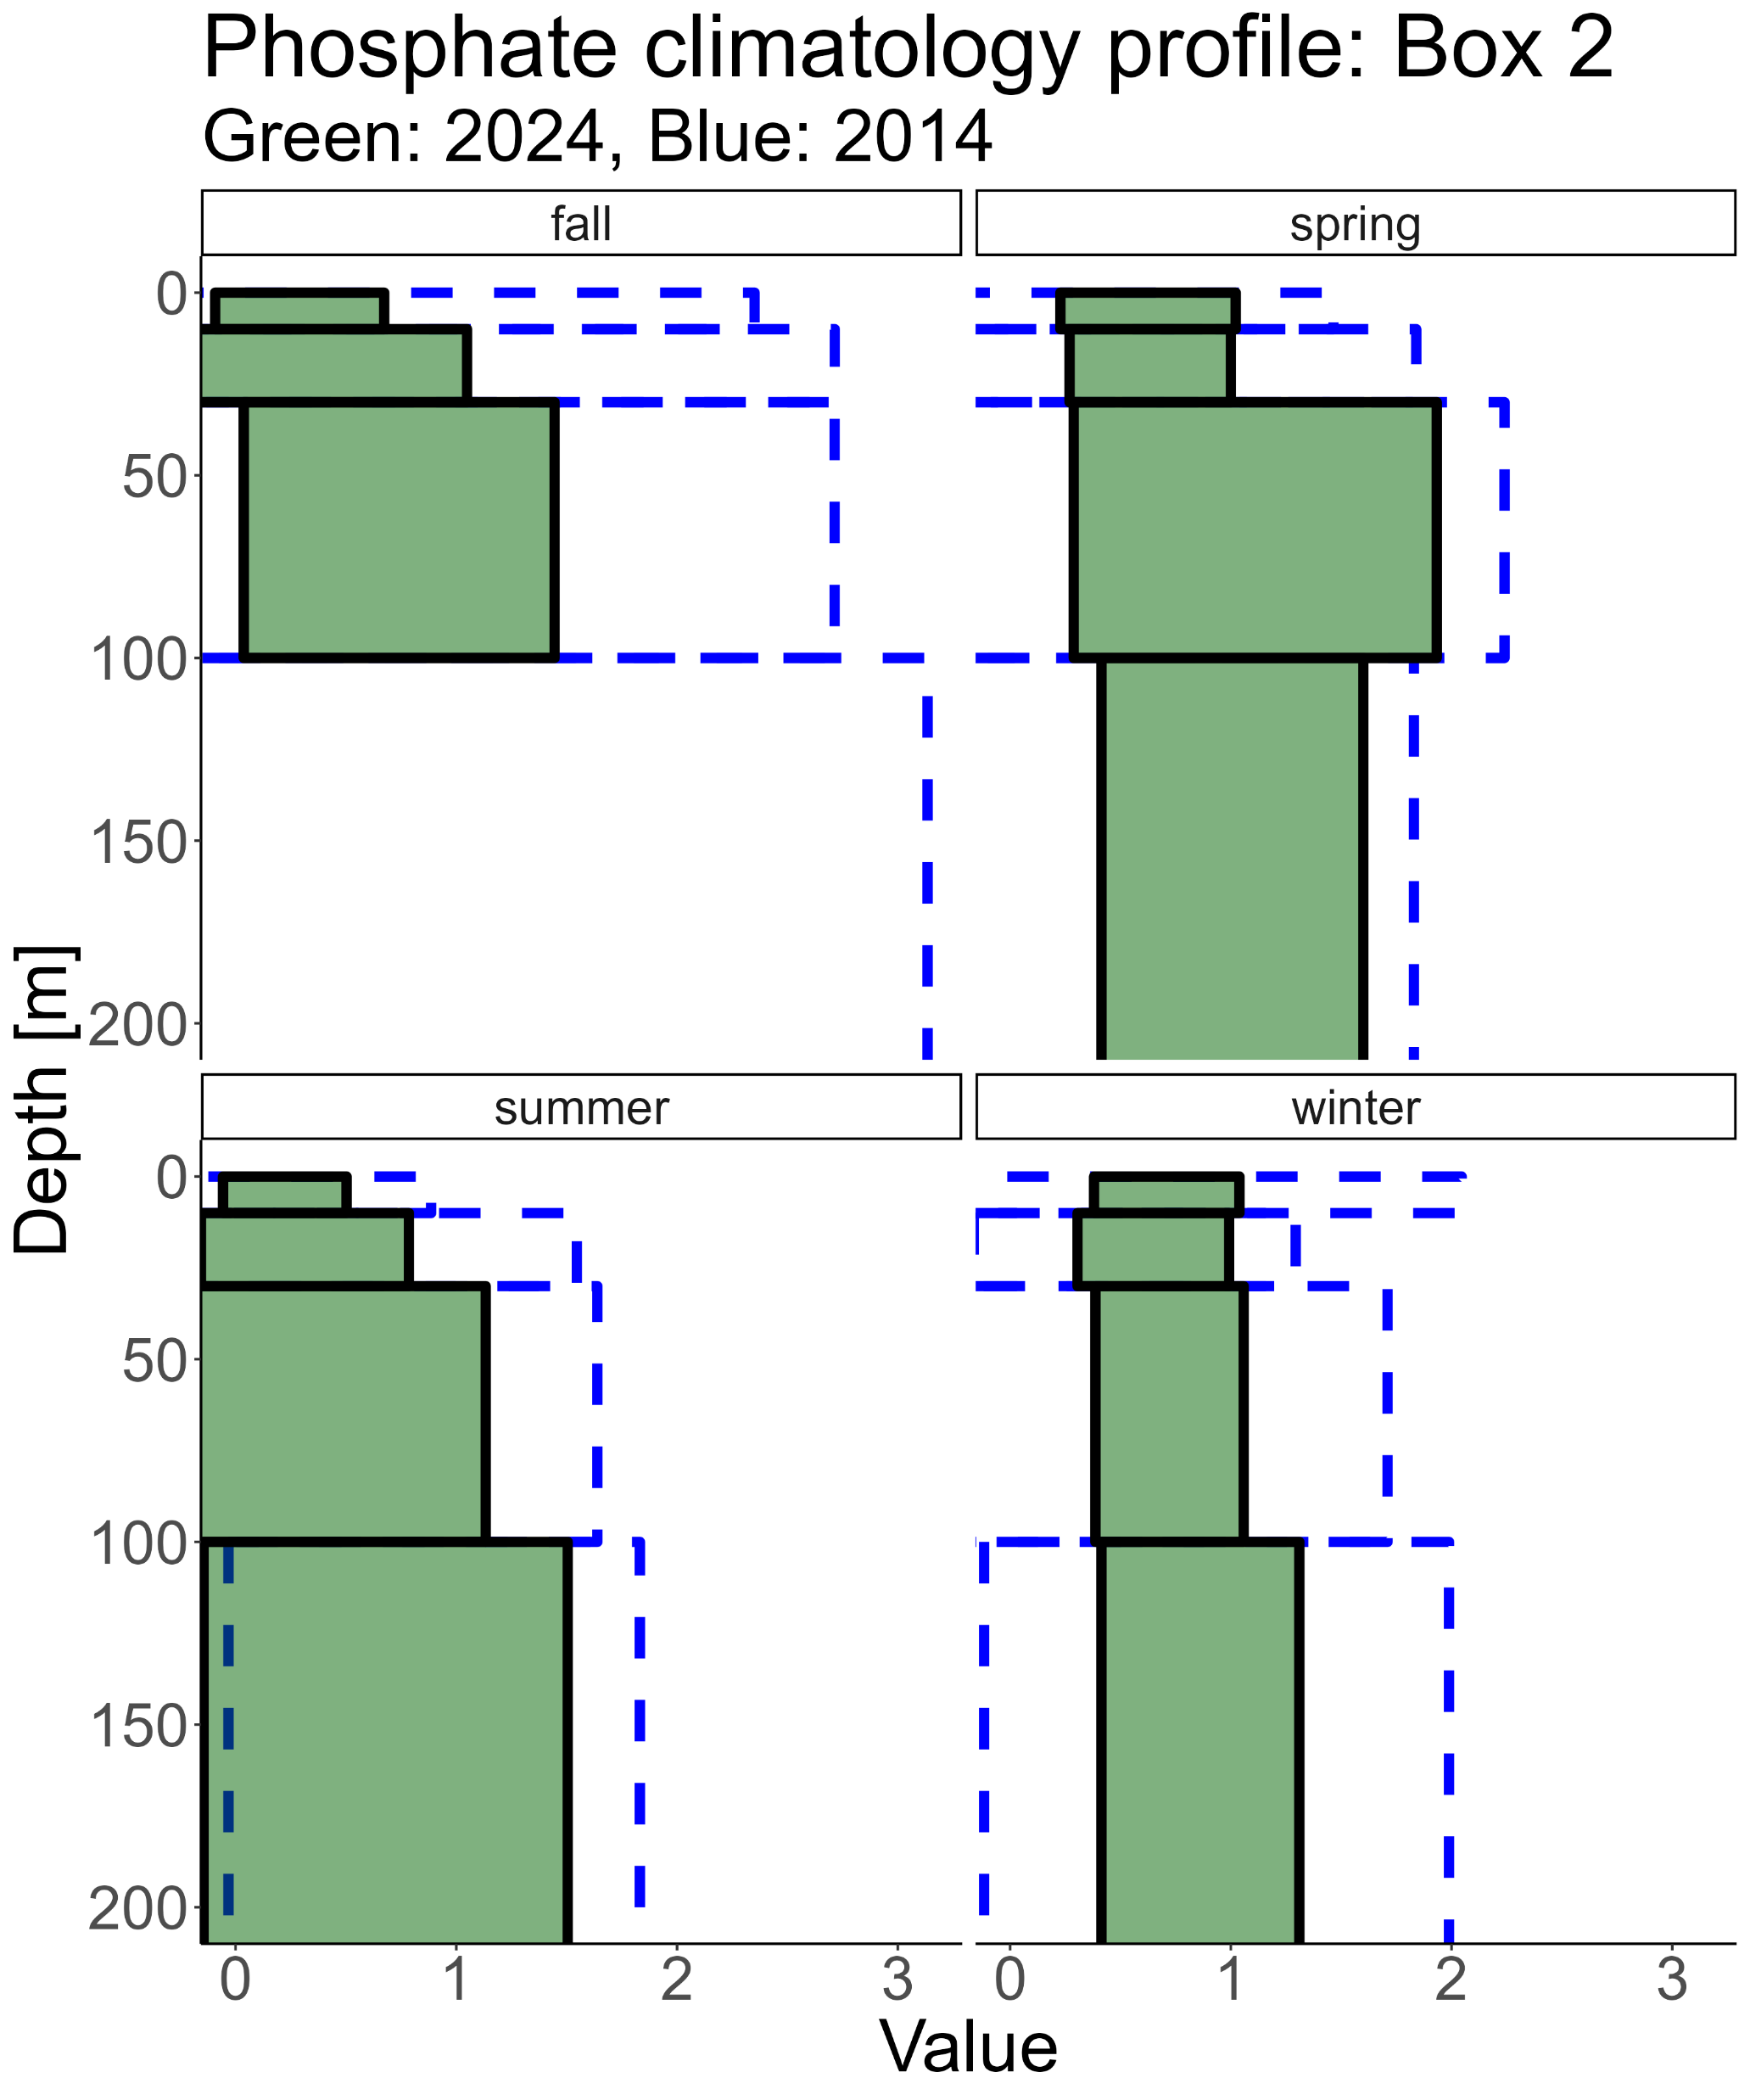 Phosphate climatology profile: Box 2
Green: 2024, Blue: 2014
fall
spring
0
50
100
150
200
Depth [m]
summer
winter
0
50
100
150
200
0 1 2 3
0 1 2 3
Value